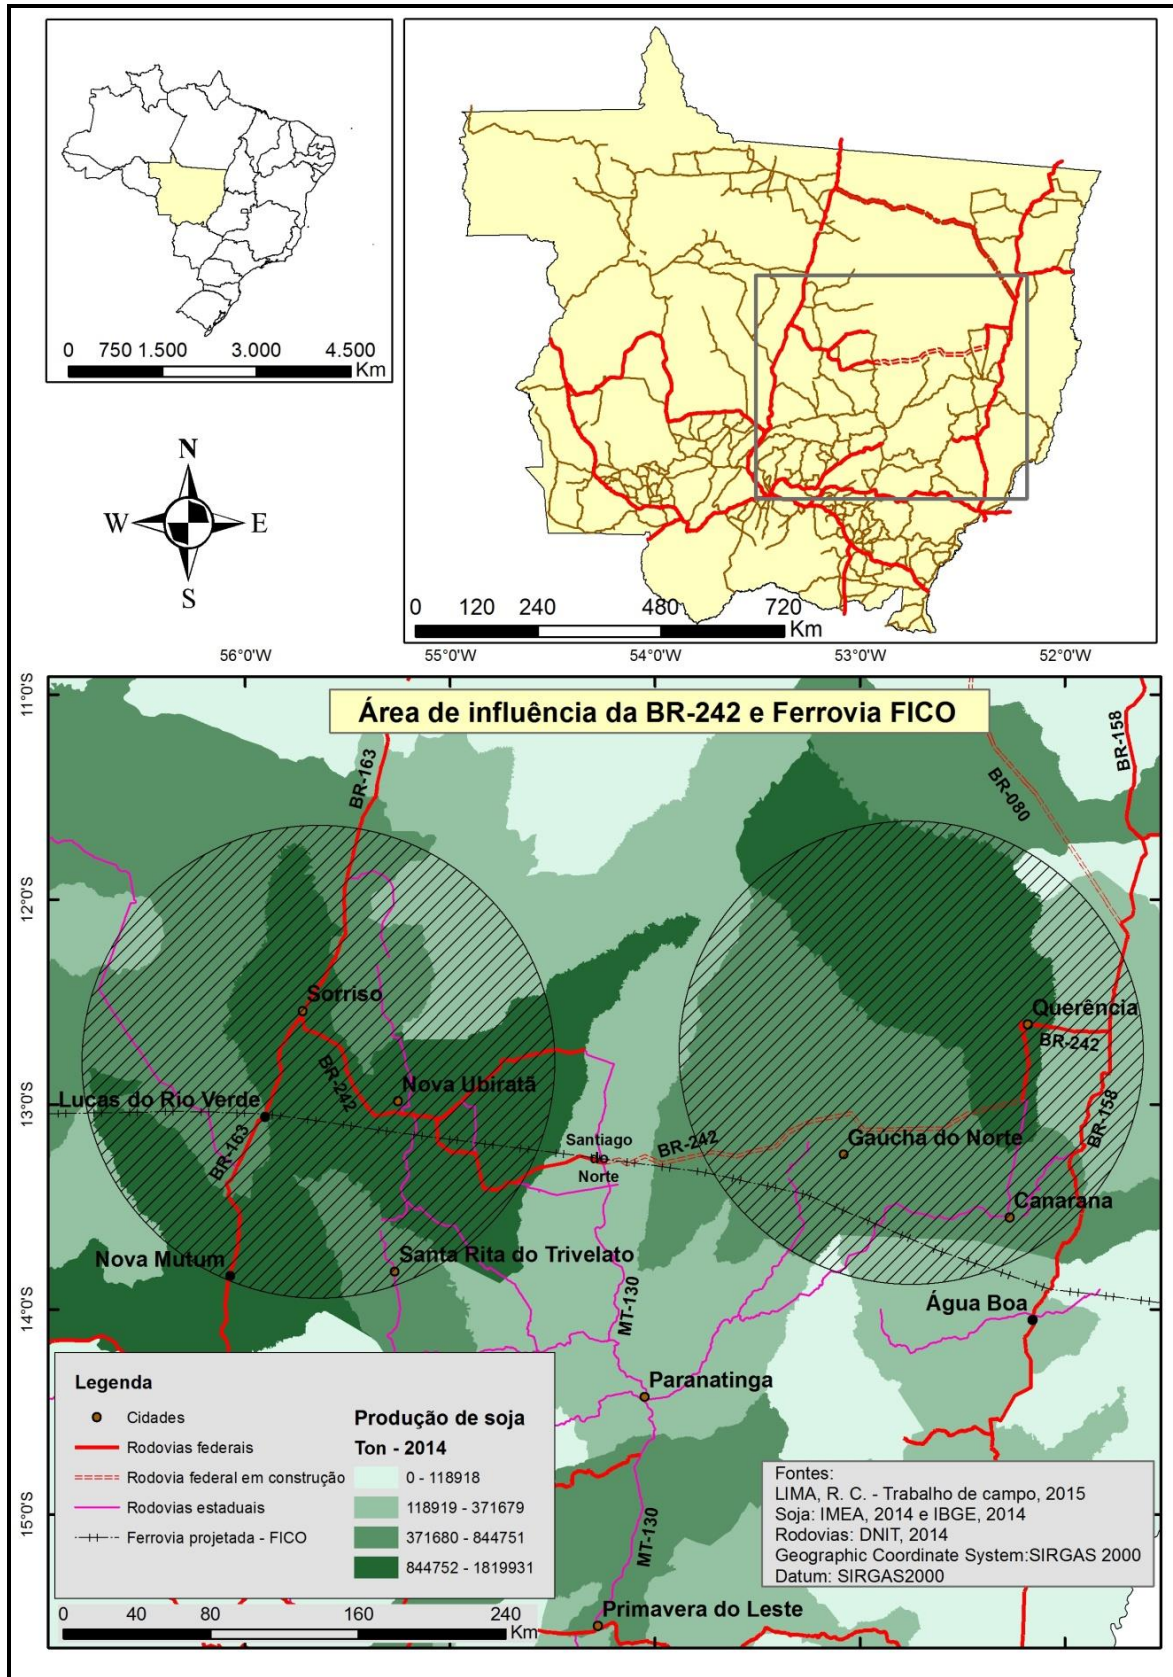 0 750 1.500 3.000 4.500
Km
N
W E
S
0 120 240 480 720
Km
56°0'W 55°0'W 54°0'W 53°0'W 52°0'W
11°0'S
12°0'S
13°0'S
14°0'S
15°0'S
Área de influência da BR-242 e Ferrovia FICO
BR-163
BR-080
BR-158
Sorriso
Querência
BR-242
BR-242
Nova Ubiratã
Lucas do Rio Verde
BR-163
Santiago
do
Norte
BR-242
Gaucha do Norte
BR-158
Canarana
Nova Mutum
Santa Rita do Trivelato
MT-130
Água Boa
Paranatinga
MT-130
Primavera do Leste
Legenda
Cidades
Rodovias federais
Rodovia federal em construção
Rodovias estaduais
Ferrovia projetada - FICO
Produção de soja
Ton - 2014
0 - 118918
118919 - 371679
371680 - 844751
844752 - 1819931
0 40 80 160 240
Km
Fontes:
LIMA, R. C. - Trabalho de campo, 2015
Soja: IMEA, 2014 e IBGE, 2014
Rodovias: DNIT, 2014
Geographic Coordinate System:SIRGAS 2000
Datum: SIRGAS2000